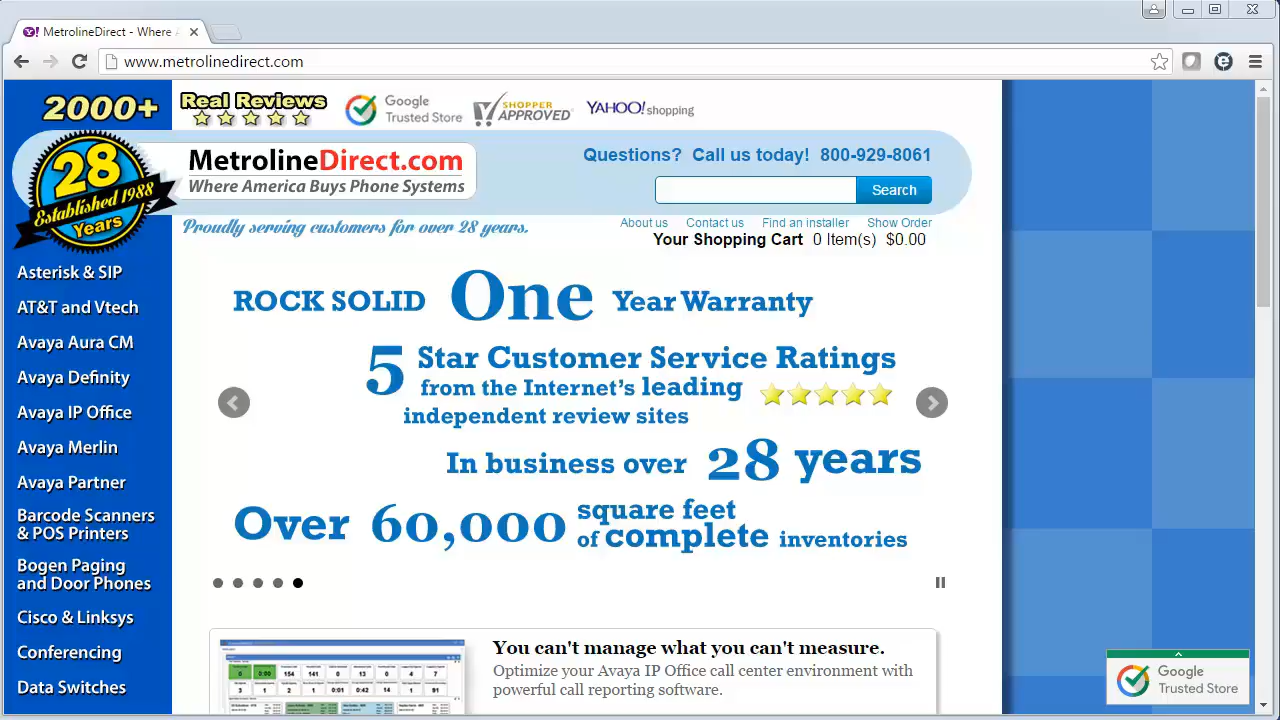 MetrolineDirect - Where
www.metrolinedirect.com
2000+ Real Reviews
Google Trusted Store
SHOPPER APPROVED
YAHOO! shopping
28
Established 1988
Years
MetrolineDirect.com
Where America Buys Phone Systems
Questions? Call us today! 800-929-8061
Search
Proudly serving customers for over 28 years.
About us Contact us Find an installer Show Order
Your Shopping Cart 0 Item(s) $0.00
Asterisk & SIP
AT&T and Vtech
Avaya Aura CM
Avaya Definity
Avaya IP Office
Avaya Merlin
Avaya Partner
Barcode Scanners
& POS Printers
Bogen Paging
and Door Phones
Cisco & Linksys
Conferencing
Data Switches
ROCK SOLID One Year Warranty
5 Star Customer Service Ratings
from the Internet's leading
independent review sites
In business over 28 years
Over 60,000 square feet
of complete inventories
You can't manage what you can't measure.
Optimize your Avaya IP Office call center environment with
powerful call reporting software.
Google
Trusted Store